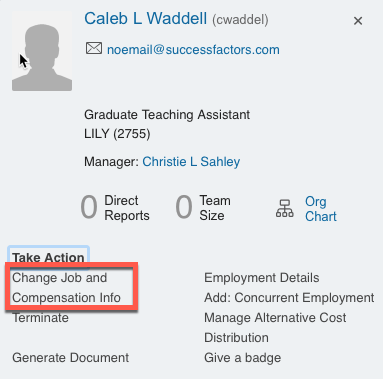 Caleb L Waddell (cwaddel)
noemail@successfactors.com
Graduate Teaching Assistant
LILY (2755)
Manager: Christie L Sahley
0 Direct Reports
0 Team Size
Org Chart
Take Action
Change Job and
Compensation Info
Terminate
Generate Document
Employment Details
Add: Concurrent Employment
Manage Alternative Cost
Distribution
Give a badge